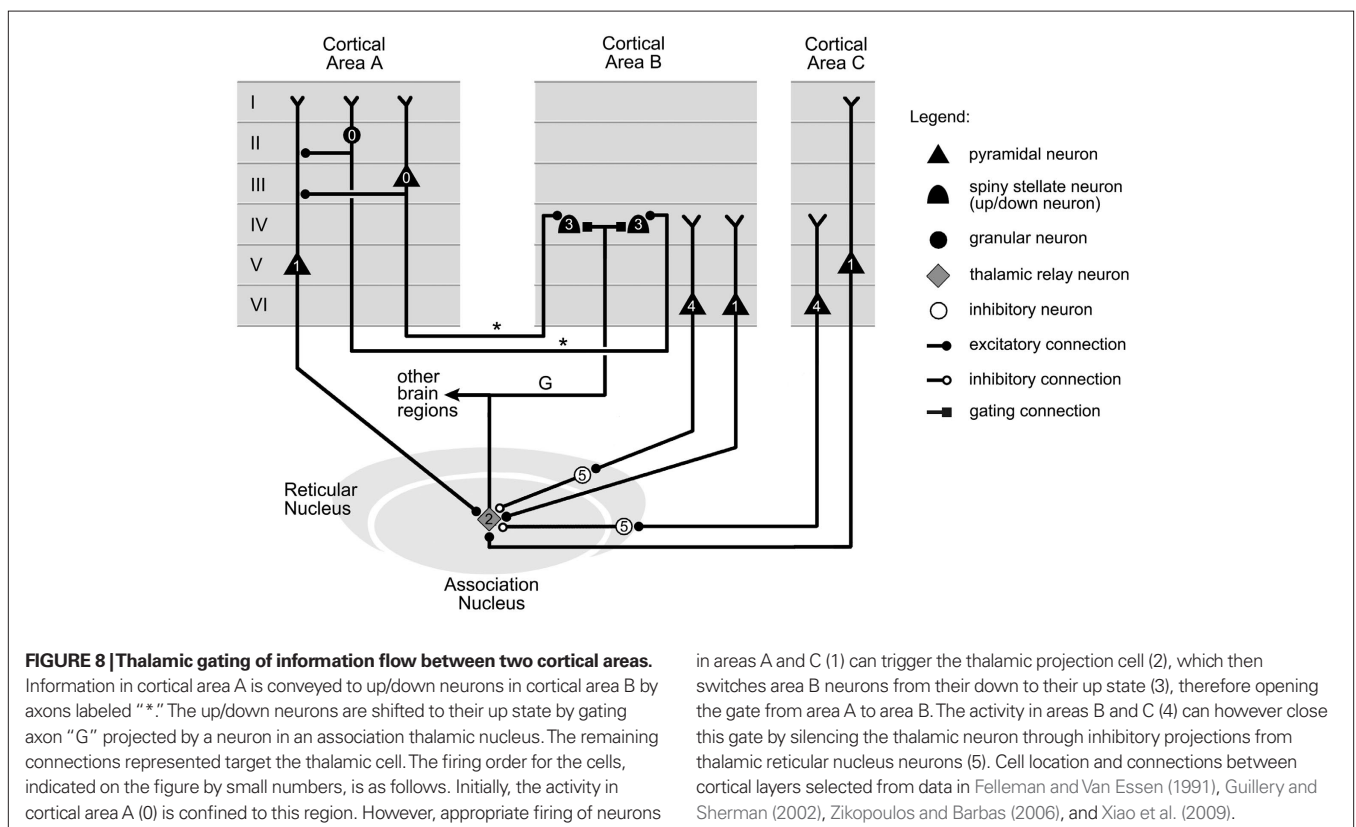 Cortical
Area A
Cortical
Area B
Cortical
Area C
I
II
III
IV
V
VI
0
0
1
3
3
4
1
4
1
*
*
G
other
brain
regions
5
5
2
Reticular
Nucleus
Association
Nucleus
Legend:
pyramidal neuron
spiny stellate neuron
(up/down neuron)
granular neuron
thalamic relay neuron
inhibitory neuron
excitatory connection
inhibitory connection
gating connection
FIGURE 8 | Thalamic gating of information flow between two cortical areas.
Information in cortical area A is conveyed to up/down neurons in cortical area B by
axons labeled “*.” The up/down neurons are shifted to their up state by gating
axon “G” projected by a neuron in an association thalamic nucleus. The remaining
connections represented target the thalamic cell. The firing order for the cells,
indicated on the figure by small numbers, is as follows. Initially, the activity in
cortical area A (0) is confined to this region. However, appropriate firing of neurons
in areas A and C (1) can trigger the thalamic projection cell (2), which then
switches area B neurons from their down to their up state (3), therefore opening
the gate from area A to area B. The activity in areas B and C (4) can however close
this gate by silencing the thalamic neuron through inhibitory projections from
thalamic reticular nucleus neurons (5). Cell location and connections between
cortical layers selected from data in Felleman and Van Essen (1991), Guillery and
Sherman (2002), Zikopoulos and Barbas (2006), and Xiao et al. (2009).